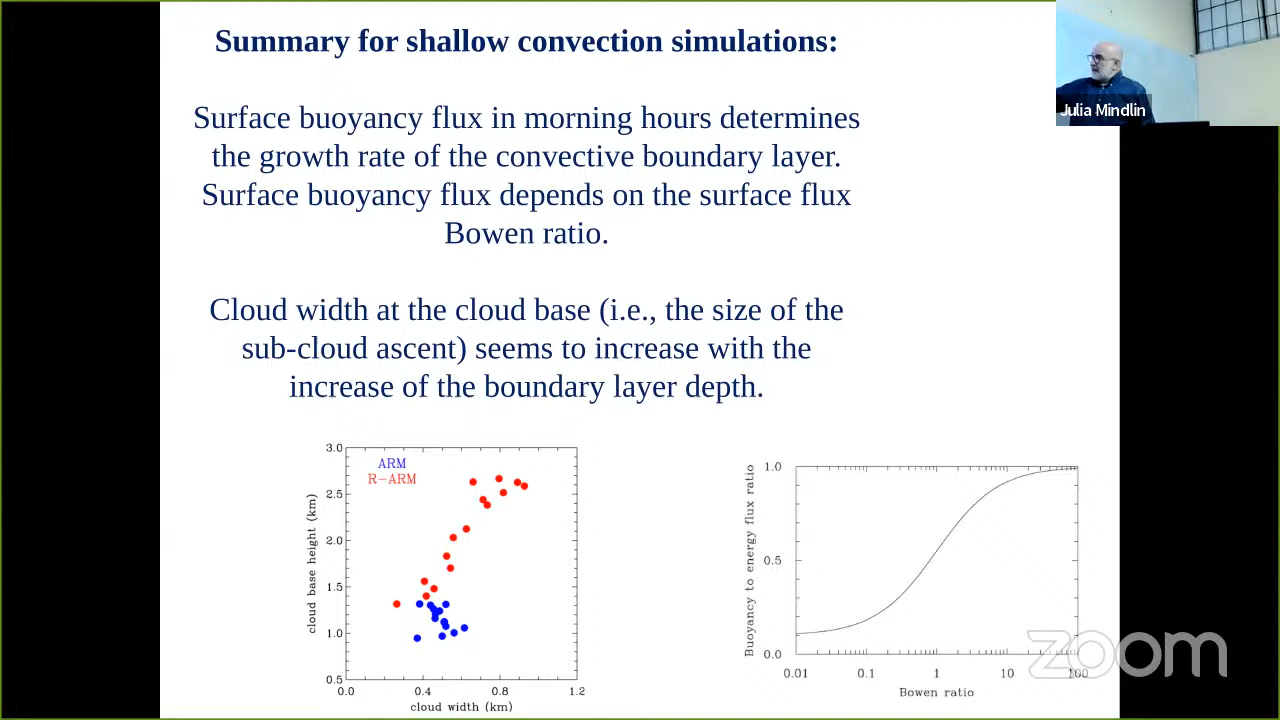 Summary for shallow convection simulations:
Julia Mindlin
Surface buoyancy flux in morning hours determines
the growth rate of the convective boundary layer.
Surface buoyancy flux depends on the surface flux
Bowen ratio.
Cloud width at the cloud base (i.e., the size of the
sub-cloud ascent) seems to increase with the
increase of the boundary layer depth.
ARM
R-ARM
cloud base height (km)
3.0
2.5
2.0
1.5
1.0
0.5
0.0 0.4 0.8 1.2
cloud width (km)
Buoyancy to energy flux ratio
1.0
0.5
0.0
0.01 0.1 1 10 100
Bowen ratio
zoom